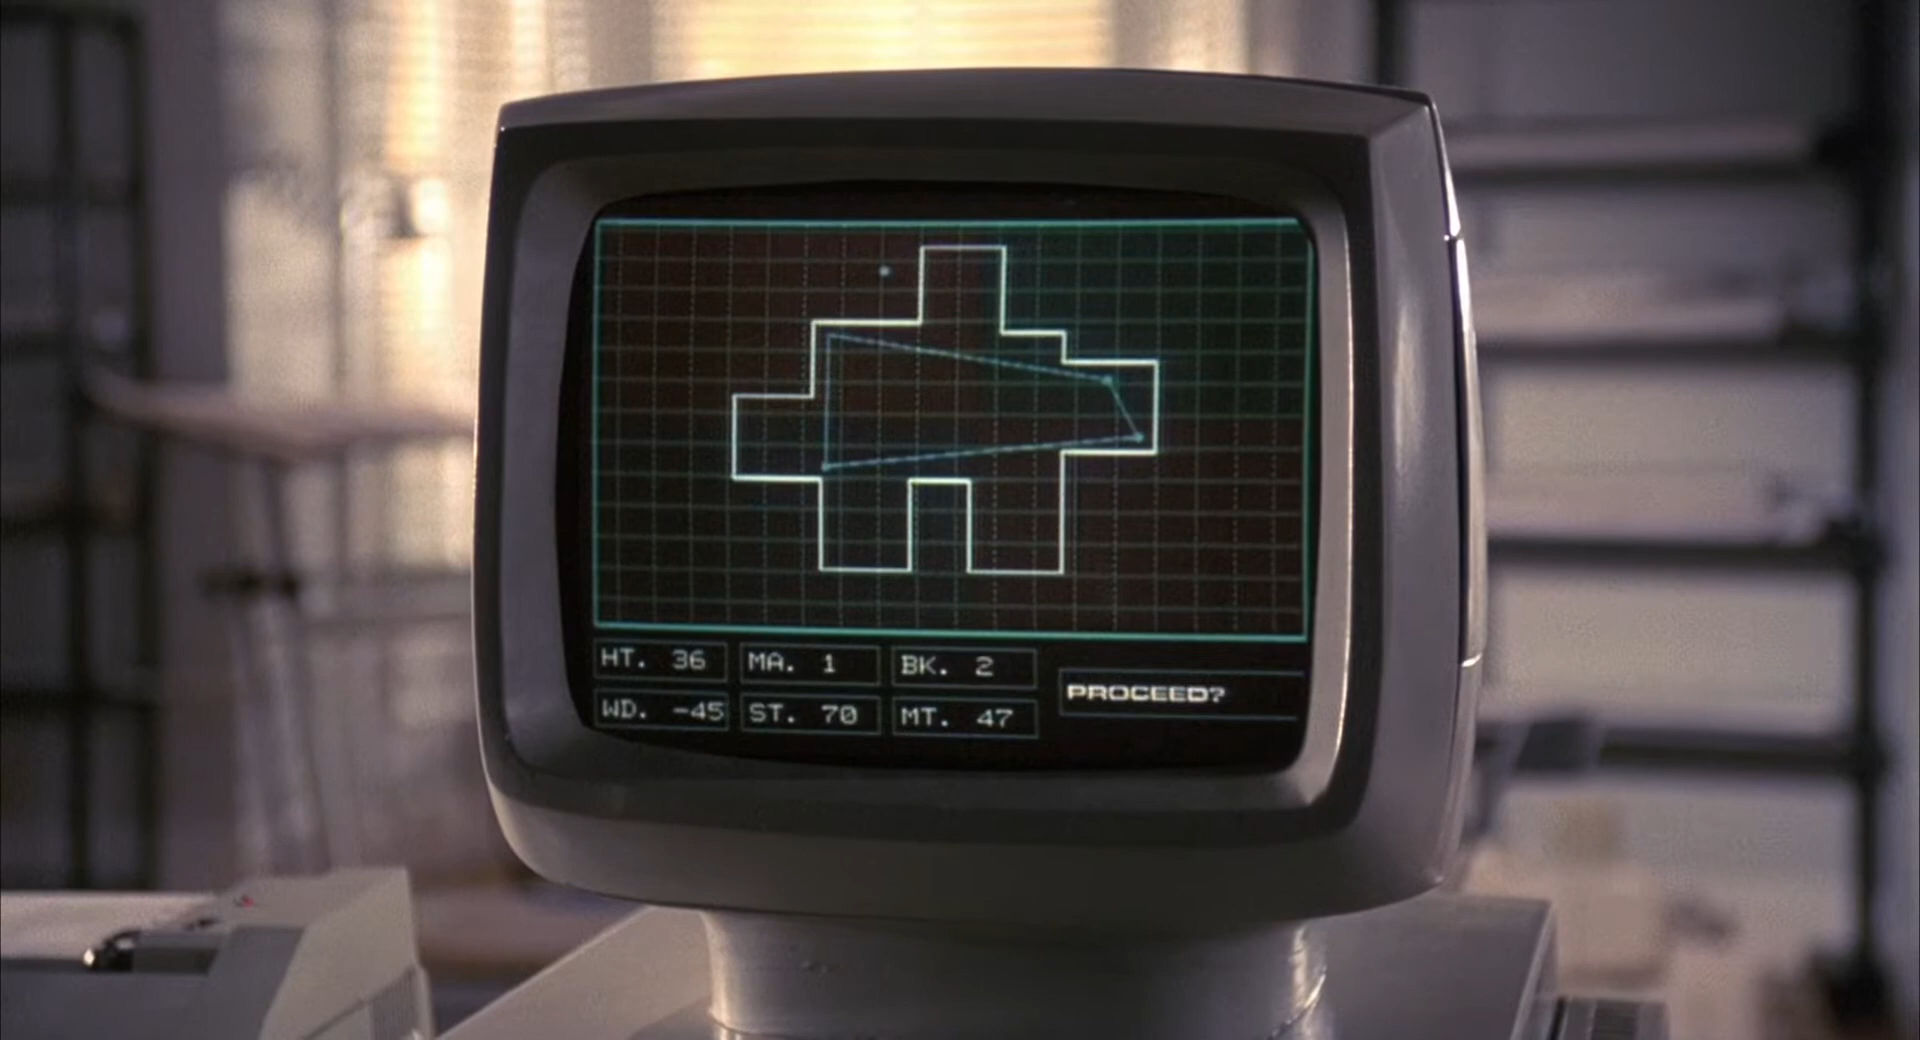 HT. 36
MA. 1
BK. 2
WD. -45
ST. 70
MT. 47
PROCEED?